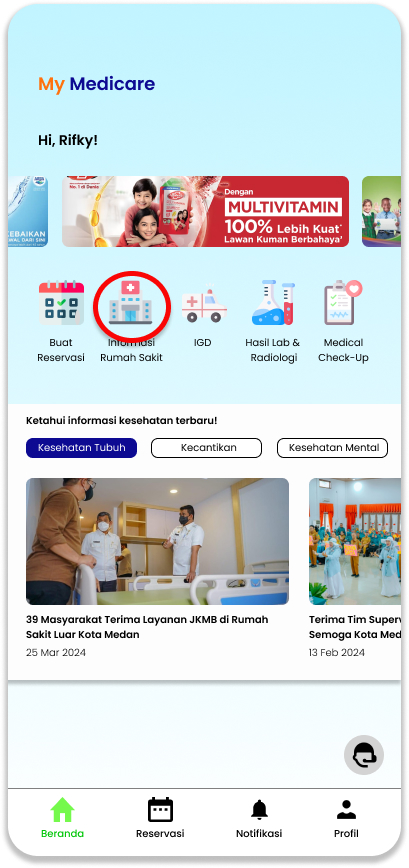 My Medicare
Hi, Rifky!
No. 1 di Dunia
KEBAIKAN
AWAL DARI SINI
Dengan
MULTIVITAMIN
100% Lebih Kuat*
Lawan Kuman Berbahaya*
Buat
Reservasi
Informasi
Rumah Sakit
IGD
Hasil Lab &
Radiologi
Medical
Check-Up
Ketahui informasi kesehatan terbaru!
Kesehatan Tubuh
Kecantikan
Kesehatan Mental
39 Masyarakat Terima Layanan JKMB di Rumah
Sakit Luar Kota Medan
25 Mar 2024
Terima Tim Superv
Semoga Kota Med
13 Feb 2024
Beranda
Reservasi
Notifikasi
Profil